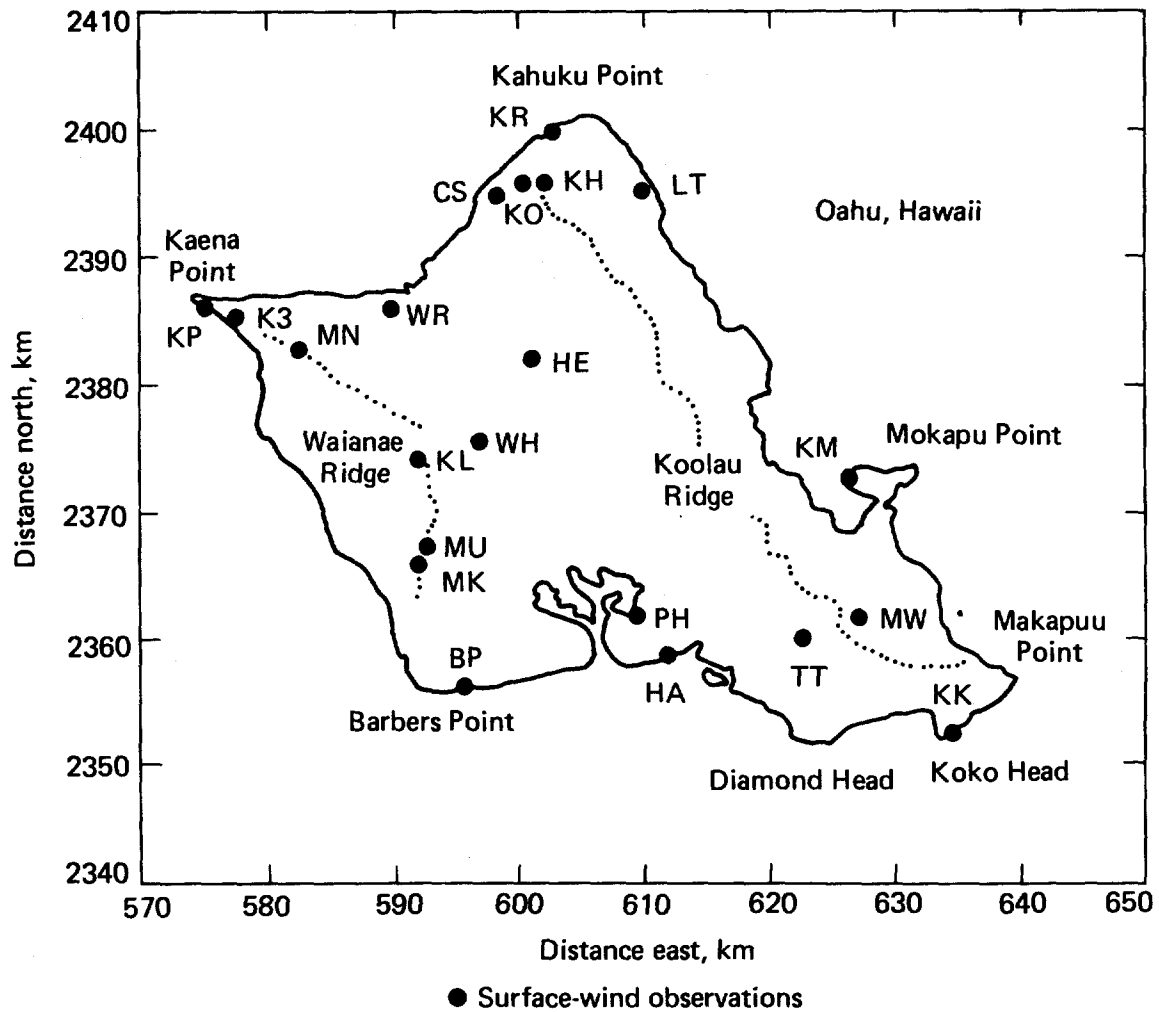 2410
Kahuku Point
KR
2400
CS
KH
LT
KO
Oahu, Hawaii
Kaena
Point
2390
K3
WR
KP
MN
HE
2380
Distance north, km
Waianae
Ridge
WH
KL
KM
Mokapu Point
Koolau
Ridge
2370
MU
MK
PH
MW
Makapuu
Point
2360
BP
TT
HA
KK
Barbers Point
2350
Diamond Head
Koko Head
2340
570
580
590
600
610
620
630
640
650
Distance east, km
Surface-wind observations